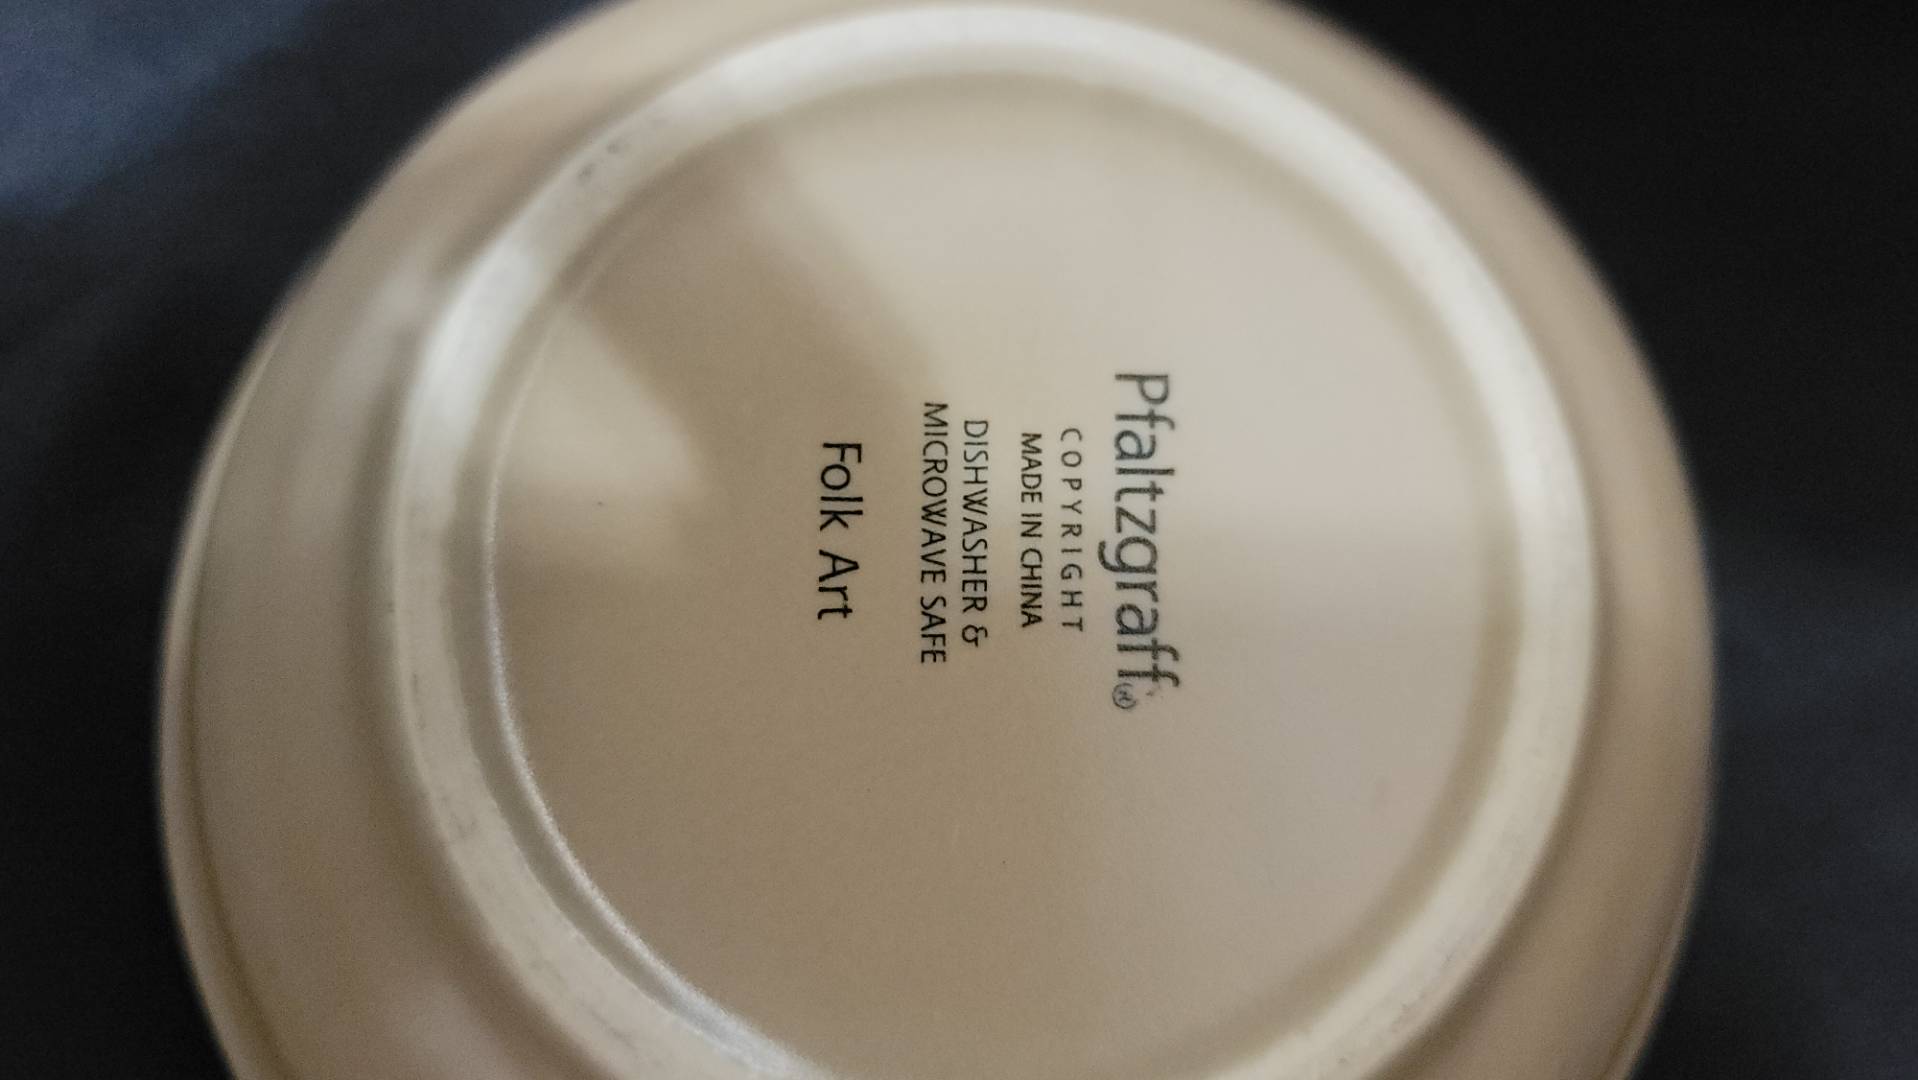 Pfaltzgraff®
COPYRIGHT
MADE IN CHINA
DISHWASHER &
MICROWAVE SAFE
Folk Art